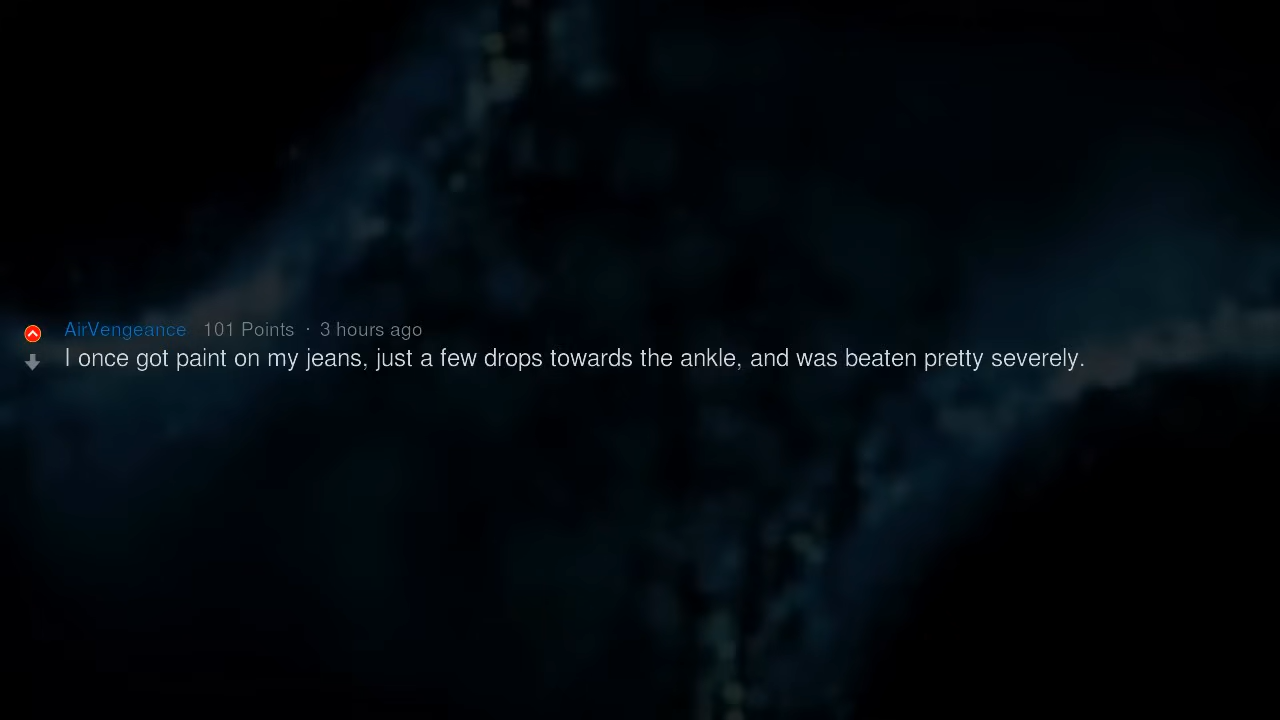 AirVengeance 101 Points · 3 hours ago
I once got paint on my jeans, just a few drops towards the ankle, and was beaten pretty severely.